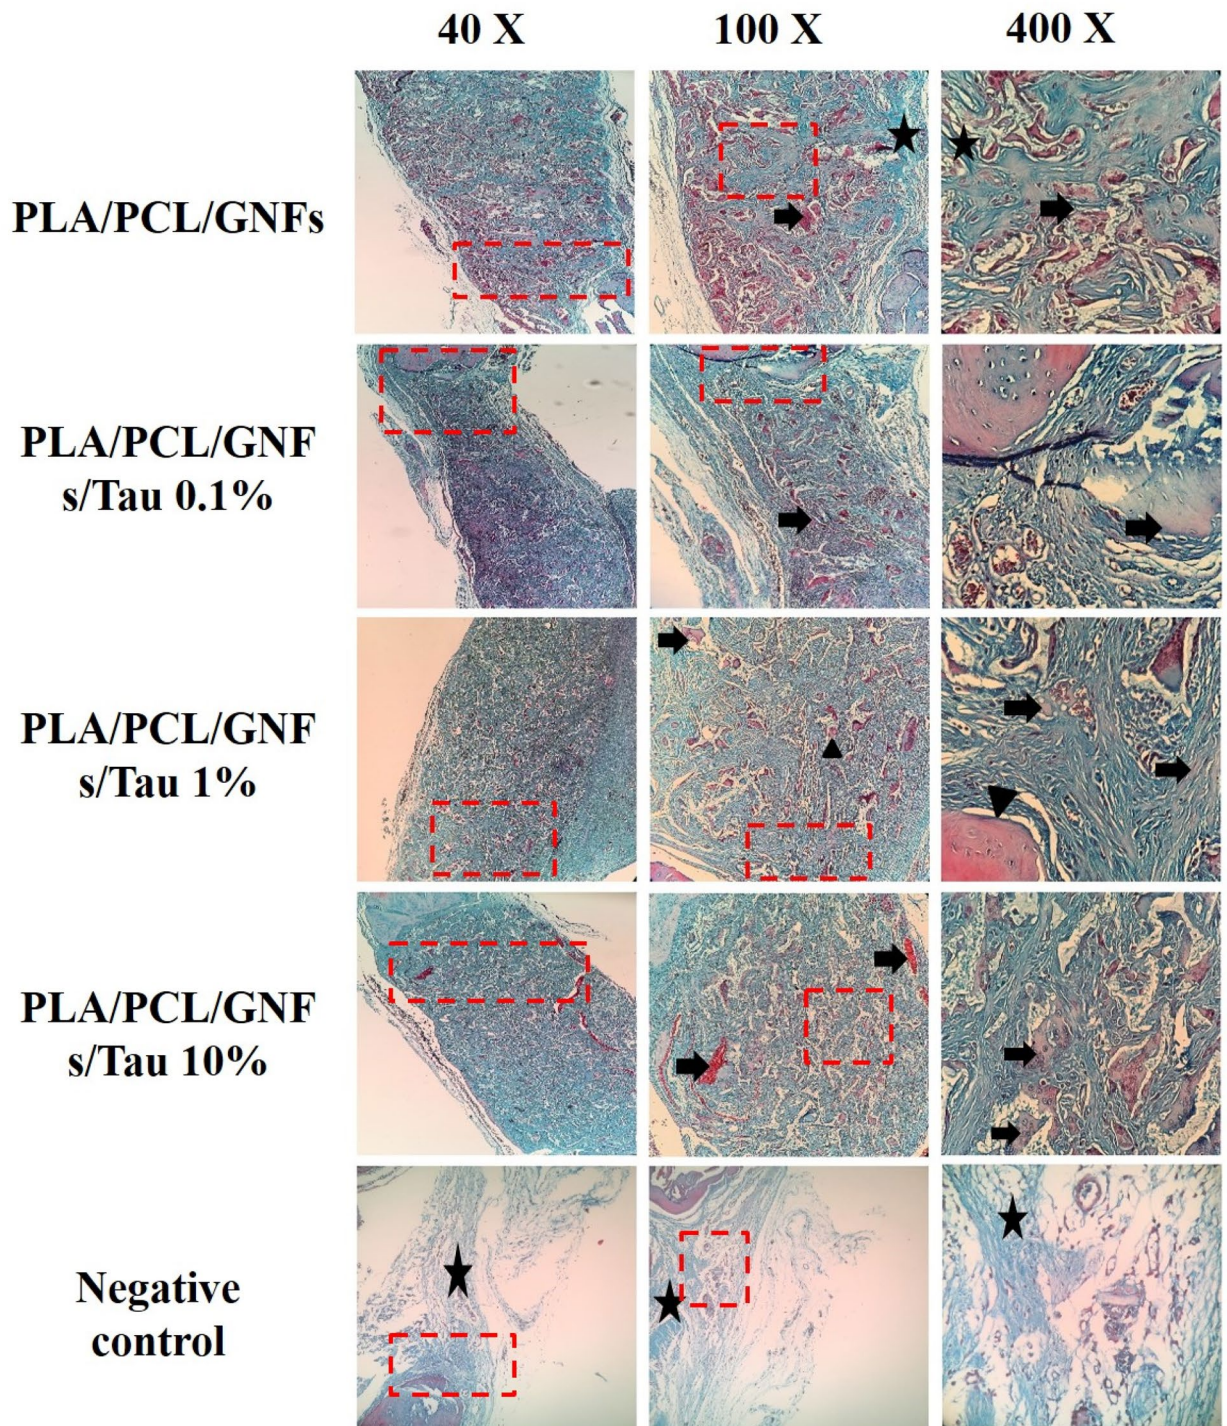 40 X 100 X 400 X
PLA/PCL/GNFs
PLA/PCL/GNF
s/Tau 0.1%
PLA/PCL/GNF
s/Tau 1%
PLA/PCL/GNF
s/Tau 10%
Negative
control